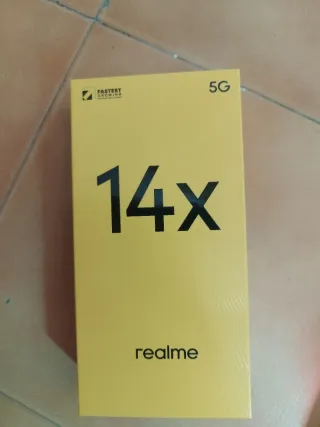 FASTEST
GROWING
5G
14x
realme